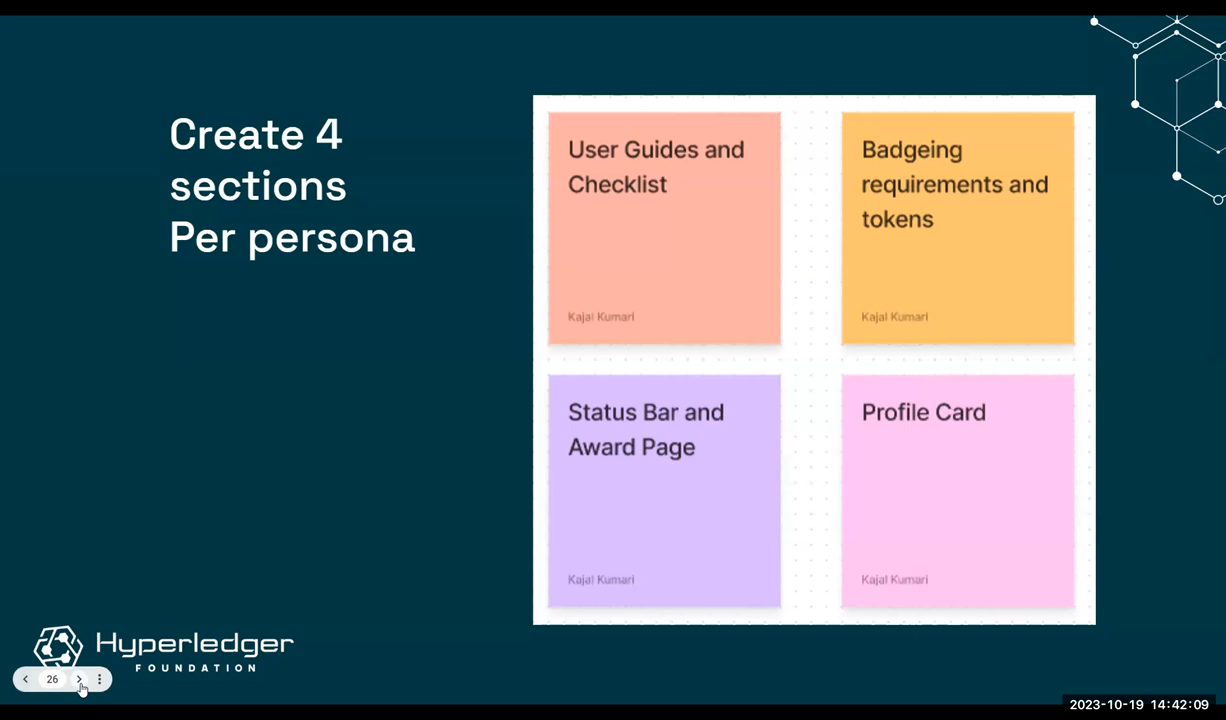 Create 4
sections
Per persona
User Guides and
Checklist
Kajal Kumari
Badgeing
requirements and
tokens
Kajal Kumari
Status Bar and
Award Page
Kajal Kumari
Profile Card
Kajal Kumari
Hyperledger
FOUNDATION
26
2023-10-19 14:42:09